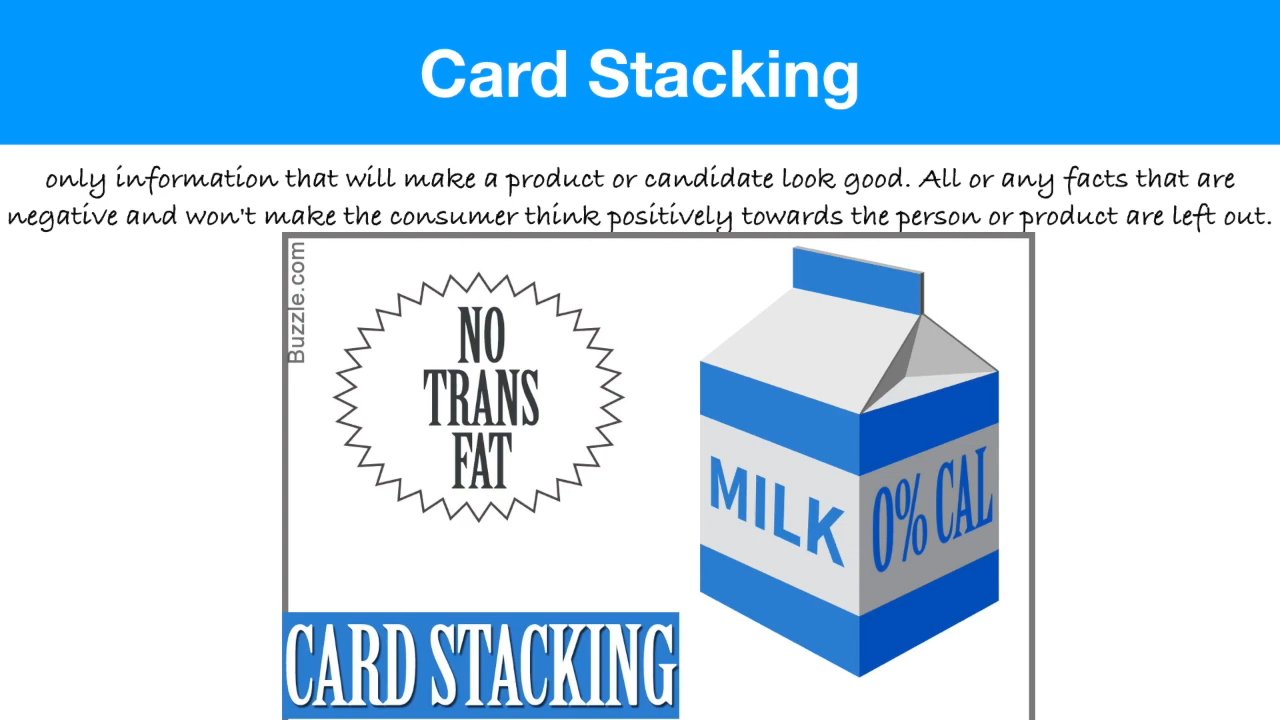 Card Stacking
only information that will make a product or candidate look good. All or any facts that are
negative and won't make the consumer think positively towards the person or product are left out.
Buzzle.com
NO
TRANS
FAT
MILK
0% CAL
CARD STACKING